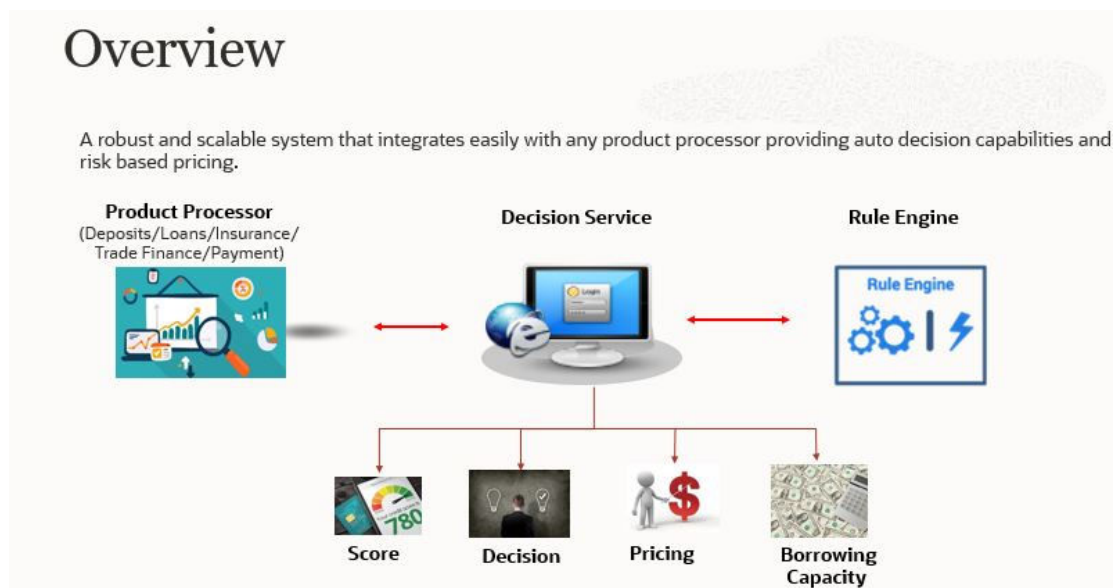 Overview
A robust and scalable system that integrates easily with any product processor providing auto decision capabilities and
risk based pricing.
Product Processor
(Deposits/Loans/Insurance/
Trade Finance/Payment)
Decision Service
Rule Engine
Login
Rule Engine
780
Score
Decision
Pricing
Borrowing
Capacity